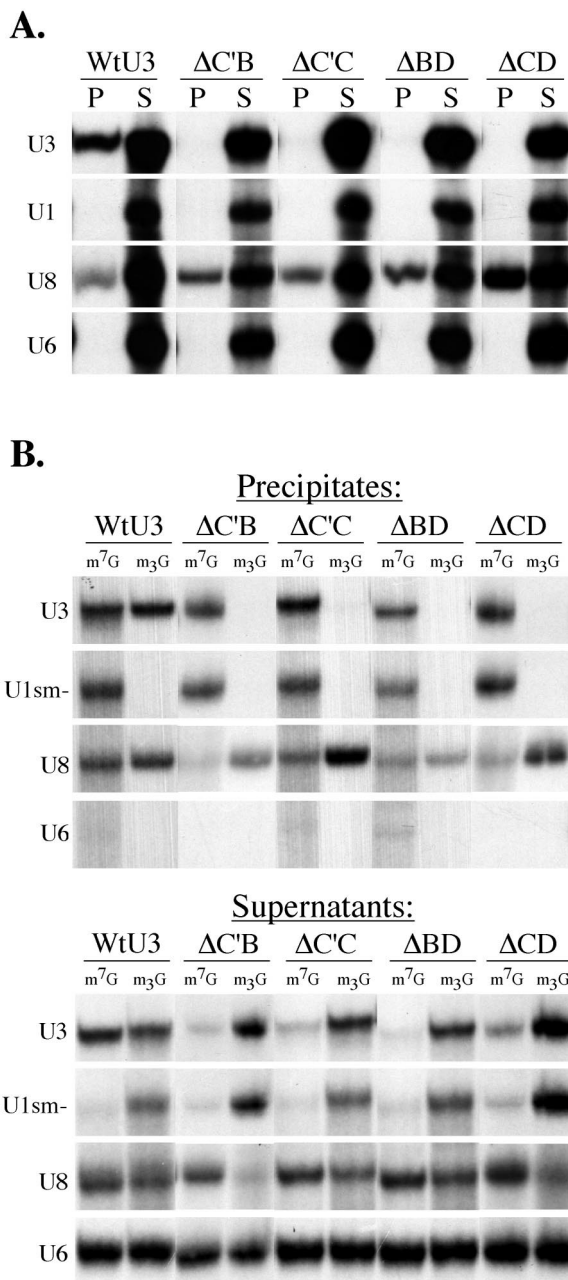 A.
WtU3 ΔC'B ΔC'C ΔBD ΔCD
P S P S P S P S P S
U3
U1
U8
U6
B.
Precipitates:
WtU3 ΔC'B ΔC'C ΔBD ΔCD
m⁷G m₃G m⁷G m₃G m⁷G m₃G m⁷G m₃G m⁷G m₃G
U3
U1sm-
U8
U6
Supernatants:
WtU3 ΔC'B ΔC'C ΔBD ΔCD
m⁷G m₃G m⁷G m₃G m⁷G m₃G m⁷G m₃G m⁷G m₃G
U3
U1sm-
U8
U6